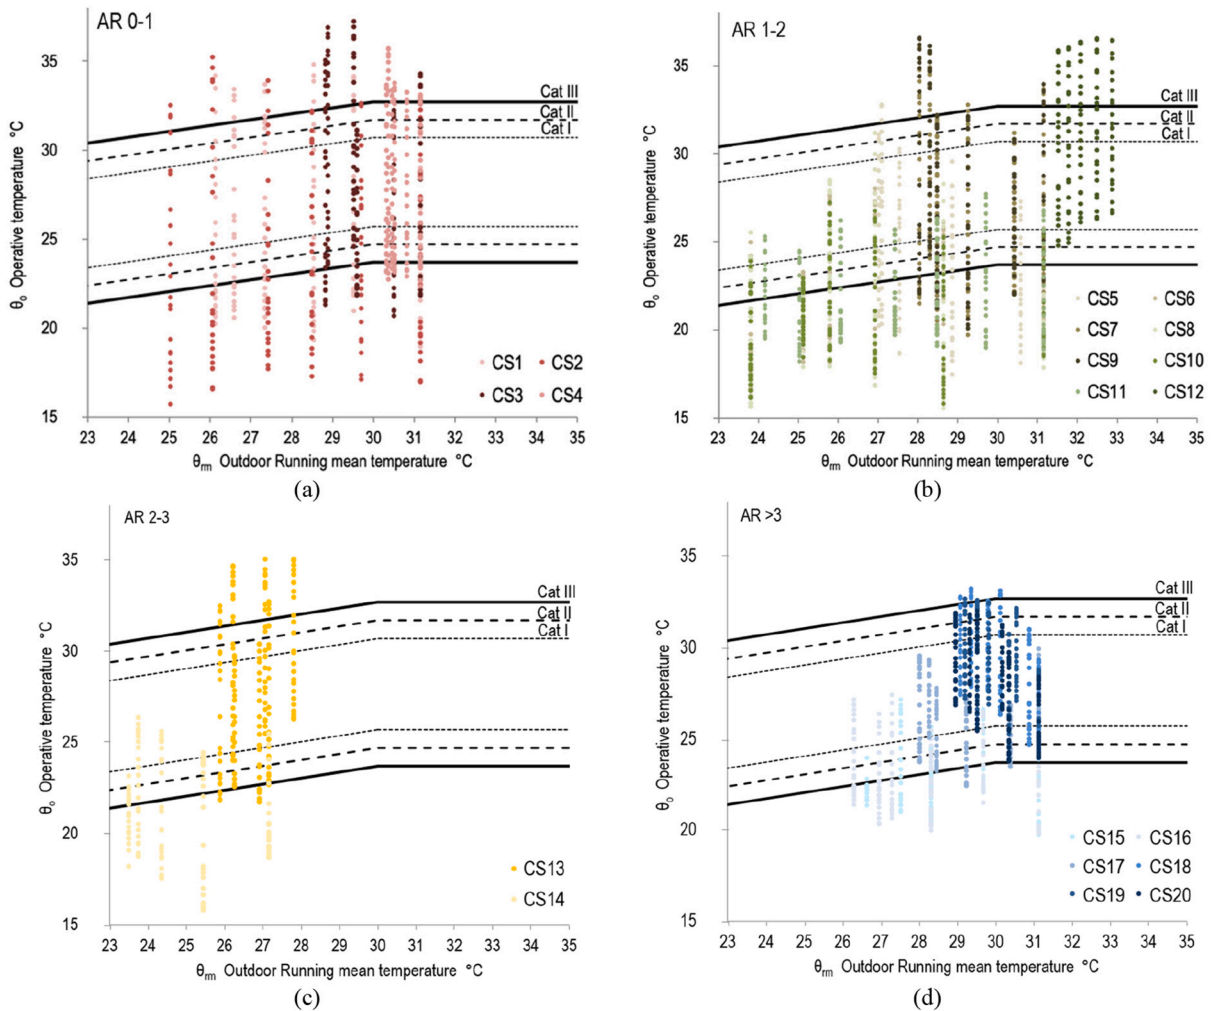 AR 0-1
35
30
25
20
15
θo Operative temperature °C
Cat III
Cat II
Cat I
CS1 CS2
CS3 CS4
23 24 25 26 27 28 29 30 31 32 33 34 35
θrm Outdoor Running mean temperature °C
(a)
AR 1-2
35
30
25
20
15
θo Operative temperature °C
Cat III
Cat II
Cat I
CS5 CS6
CS7 CS8
CS9 CS10
CS11 CS12
23 24 25 26 27 28 29 30 31 32 33 34 35
θrm Outdoor Running mean temperature °C
(b)
AR 2-3
35
30
25
20
15
θo Operative temperature °C
Cat III
Cat II
Cat I
CS13
CS14
23 24 25 26 27 28 29 30 31 32 33 34 35
θrm Outdoor Running mean temperature °C
(c)
AR >3
35
30
25
20
15
θo Operative temperature °C
Cat III
Cat II
Cat I
CS15 CS16
CS17 CS18
CS19 CS20
23 24 25 26 27 28 29 30 31 32 33 34 35
θrm Outdoor Running mean temperature °C
(d)